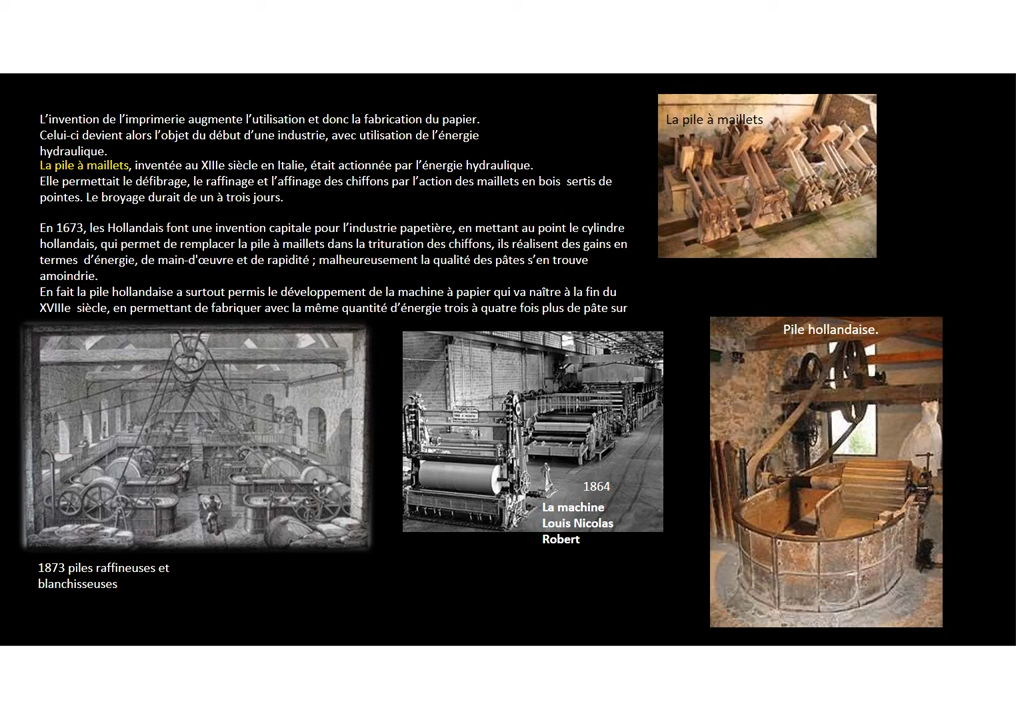 L'invention de l'imprimerie augmente l'utilisation et donc la fabrication du papier.
Celui-ci devient alors l'objet du début d'une industrie, avec utilisation de l'énergie
hydraulique.
La pile à maillets, inventée au XIIIe siècle en Italie, était actionnée par l'énergie hydraulique.
Elle permettait le défibrage, le raffinage et l'affinage des chiffons par l'action des maillets en bois sertis de
pointes. Le broyage durait de un à trois jours.
En 1673, les Hollandais font une invention capitale pour l'industrie papetière, en mettant au point le cylindre
hollandais, qui permet de remplacer la pile à maillets dans la trituration des chiffons, ils réalisent des gains en
termes d'énergie, de main-d'œuvre et de rapidité ; malheureusement la qualité des pâtes s'en trouve
amoindrie.
En fait la pile hollandaise a surtout permis le développement de la machine à papier qui va naître à la fin du
XVIIIe siècle, en permettant de fabriquer avec la même quantité d'énergie trois à quatre fois plus de pâte sur
La pile à maillets
Pile hollandaise.
1864
La machine
Louis Nicolas
Robert
1873 piles raffineuses et
blanchisseuses